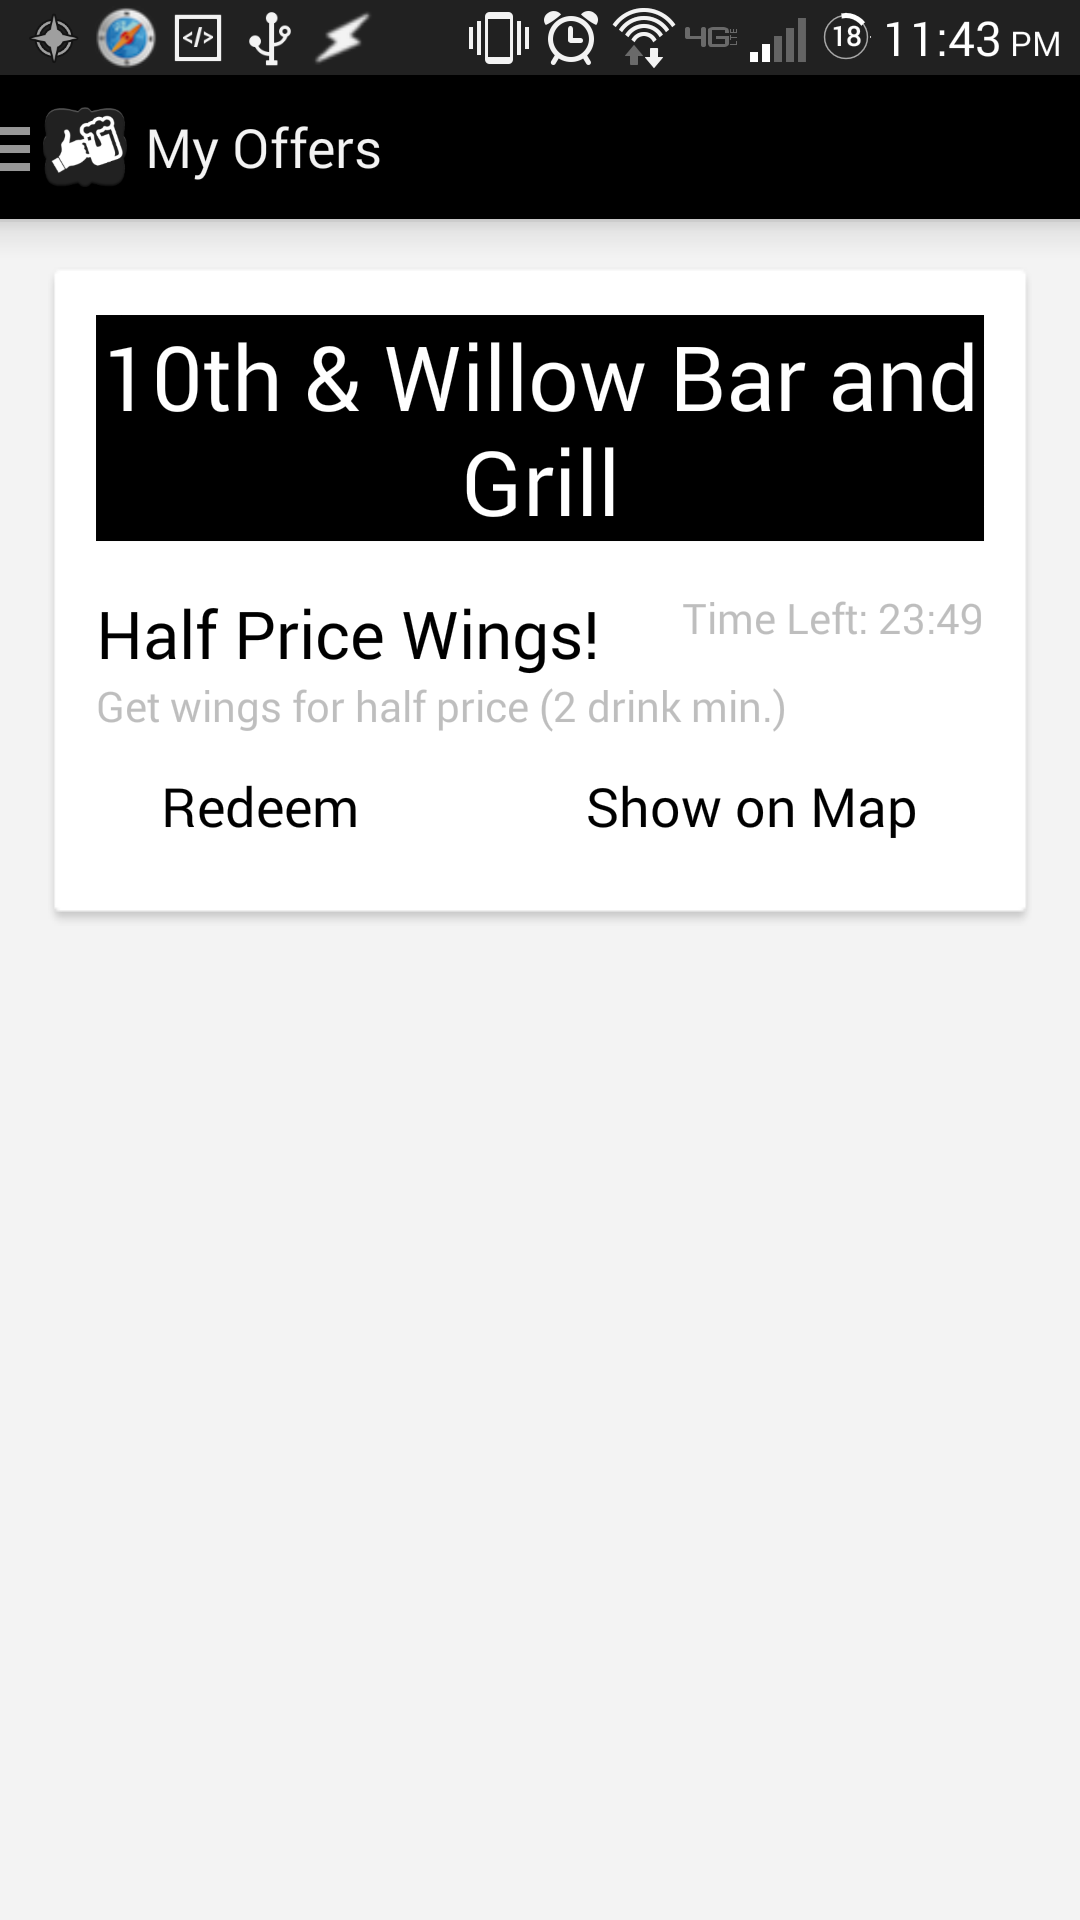 </> 4G LTE 18 11:43 PM
My Offers
10th & Willow Bar and
Grill
Half Price Wings! Time Left: 23:49
Get wings for half price (2 drink min.)
Redeem Show on Map